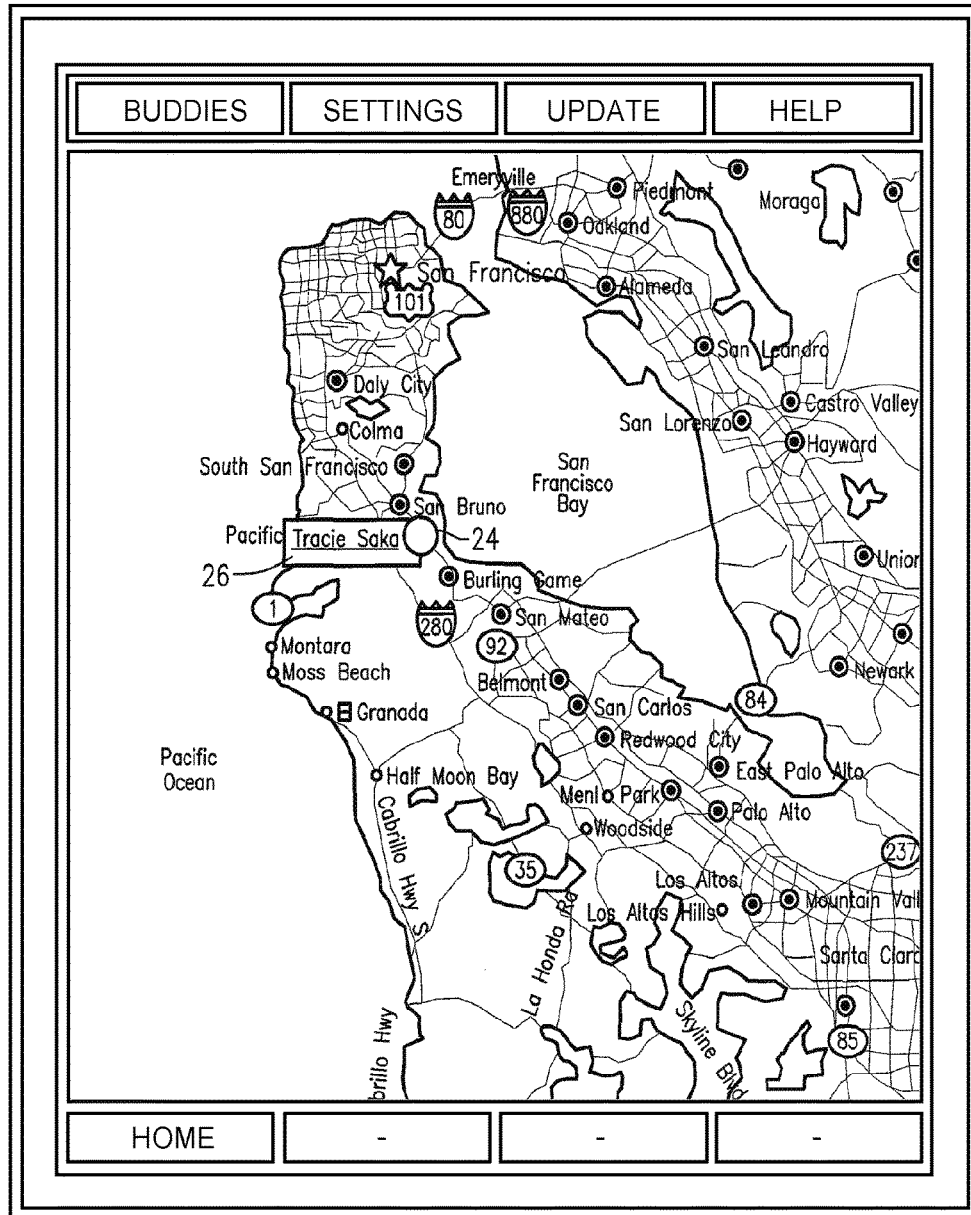 BUDDIES SETTINGS UPDATE HELP
Emeryville
Piedmont
Moraga
80
880
Oakland
San Francisco
101
Alameda
San Leandro
Daly City
Castro Valley
San Lorenzo
Colma
Hayward
South San Francisco
San
Francisco
Bay
San Bruno
Pacific
Tracie Saka
24
Union
26
Burling Game
1
280
San Mateo
92
Montara
Moss Beach
Newark
Belmont
84
San Carlos
Granada
Redwood City
Pacific
Ocean
East Palo Alto
Half Moon Bay
Menl Park
Palo Alto
Cabrillo Hwy S
Woodside
237
35
Los Altos
Mountain Vall
Los Altos Hills
La Honda Rd
Santa Clar
Skyline Blvd
85
brillo Hwy
HOME - - -